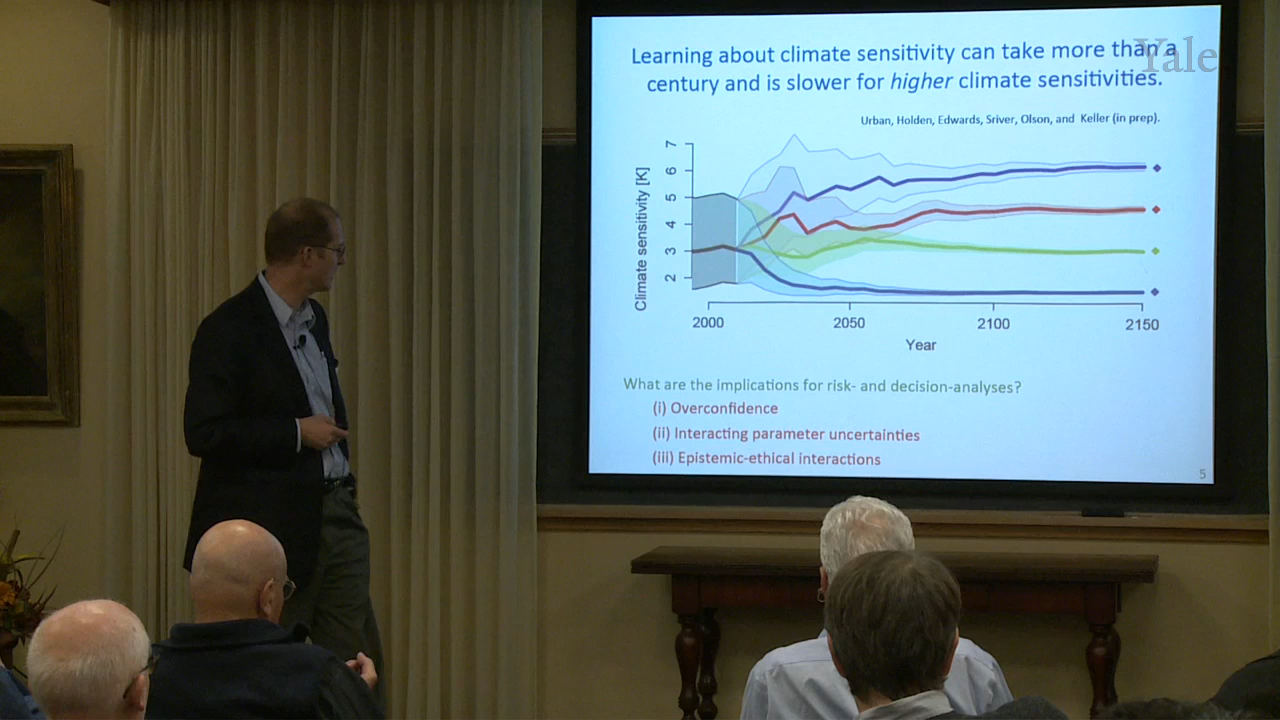 Yale
Learning about climate sensitivity can take more than a
century and is slower for higher climate sensitivities.
Urban, Holden, Edwards, Sriver, Olson, and Keller (in prep).
Climate sensitivity [K]
7
6
5
4
3
2
2000 2050 2100 2150
Year
What are the implications for risk- and decision-analyses?
(i) Overconfidence
(ii) Interacting parameter uncertainties
(iii) Epistemic-ethical interactions
5